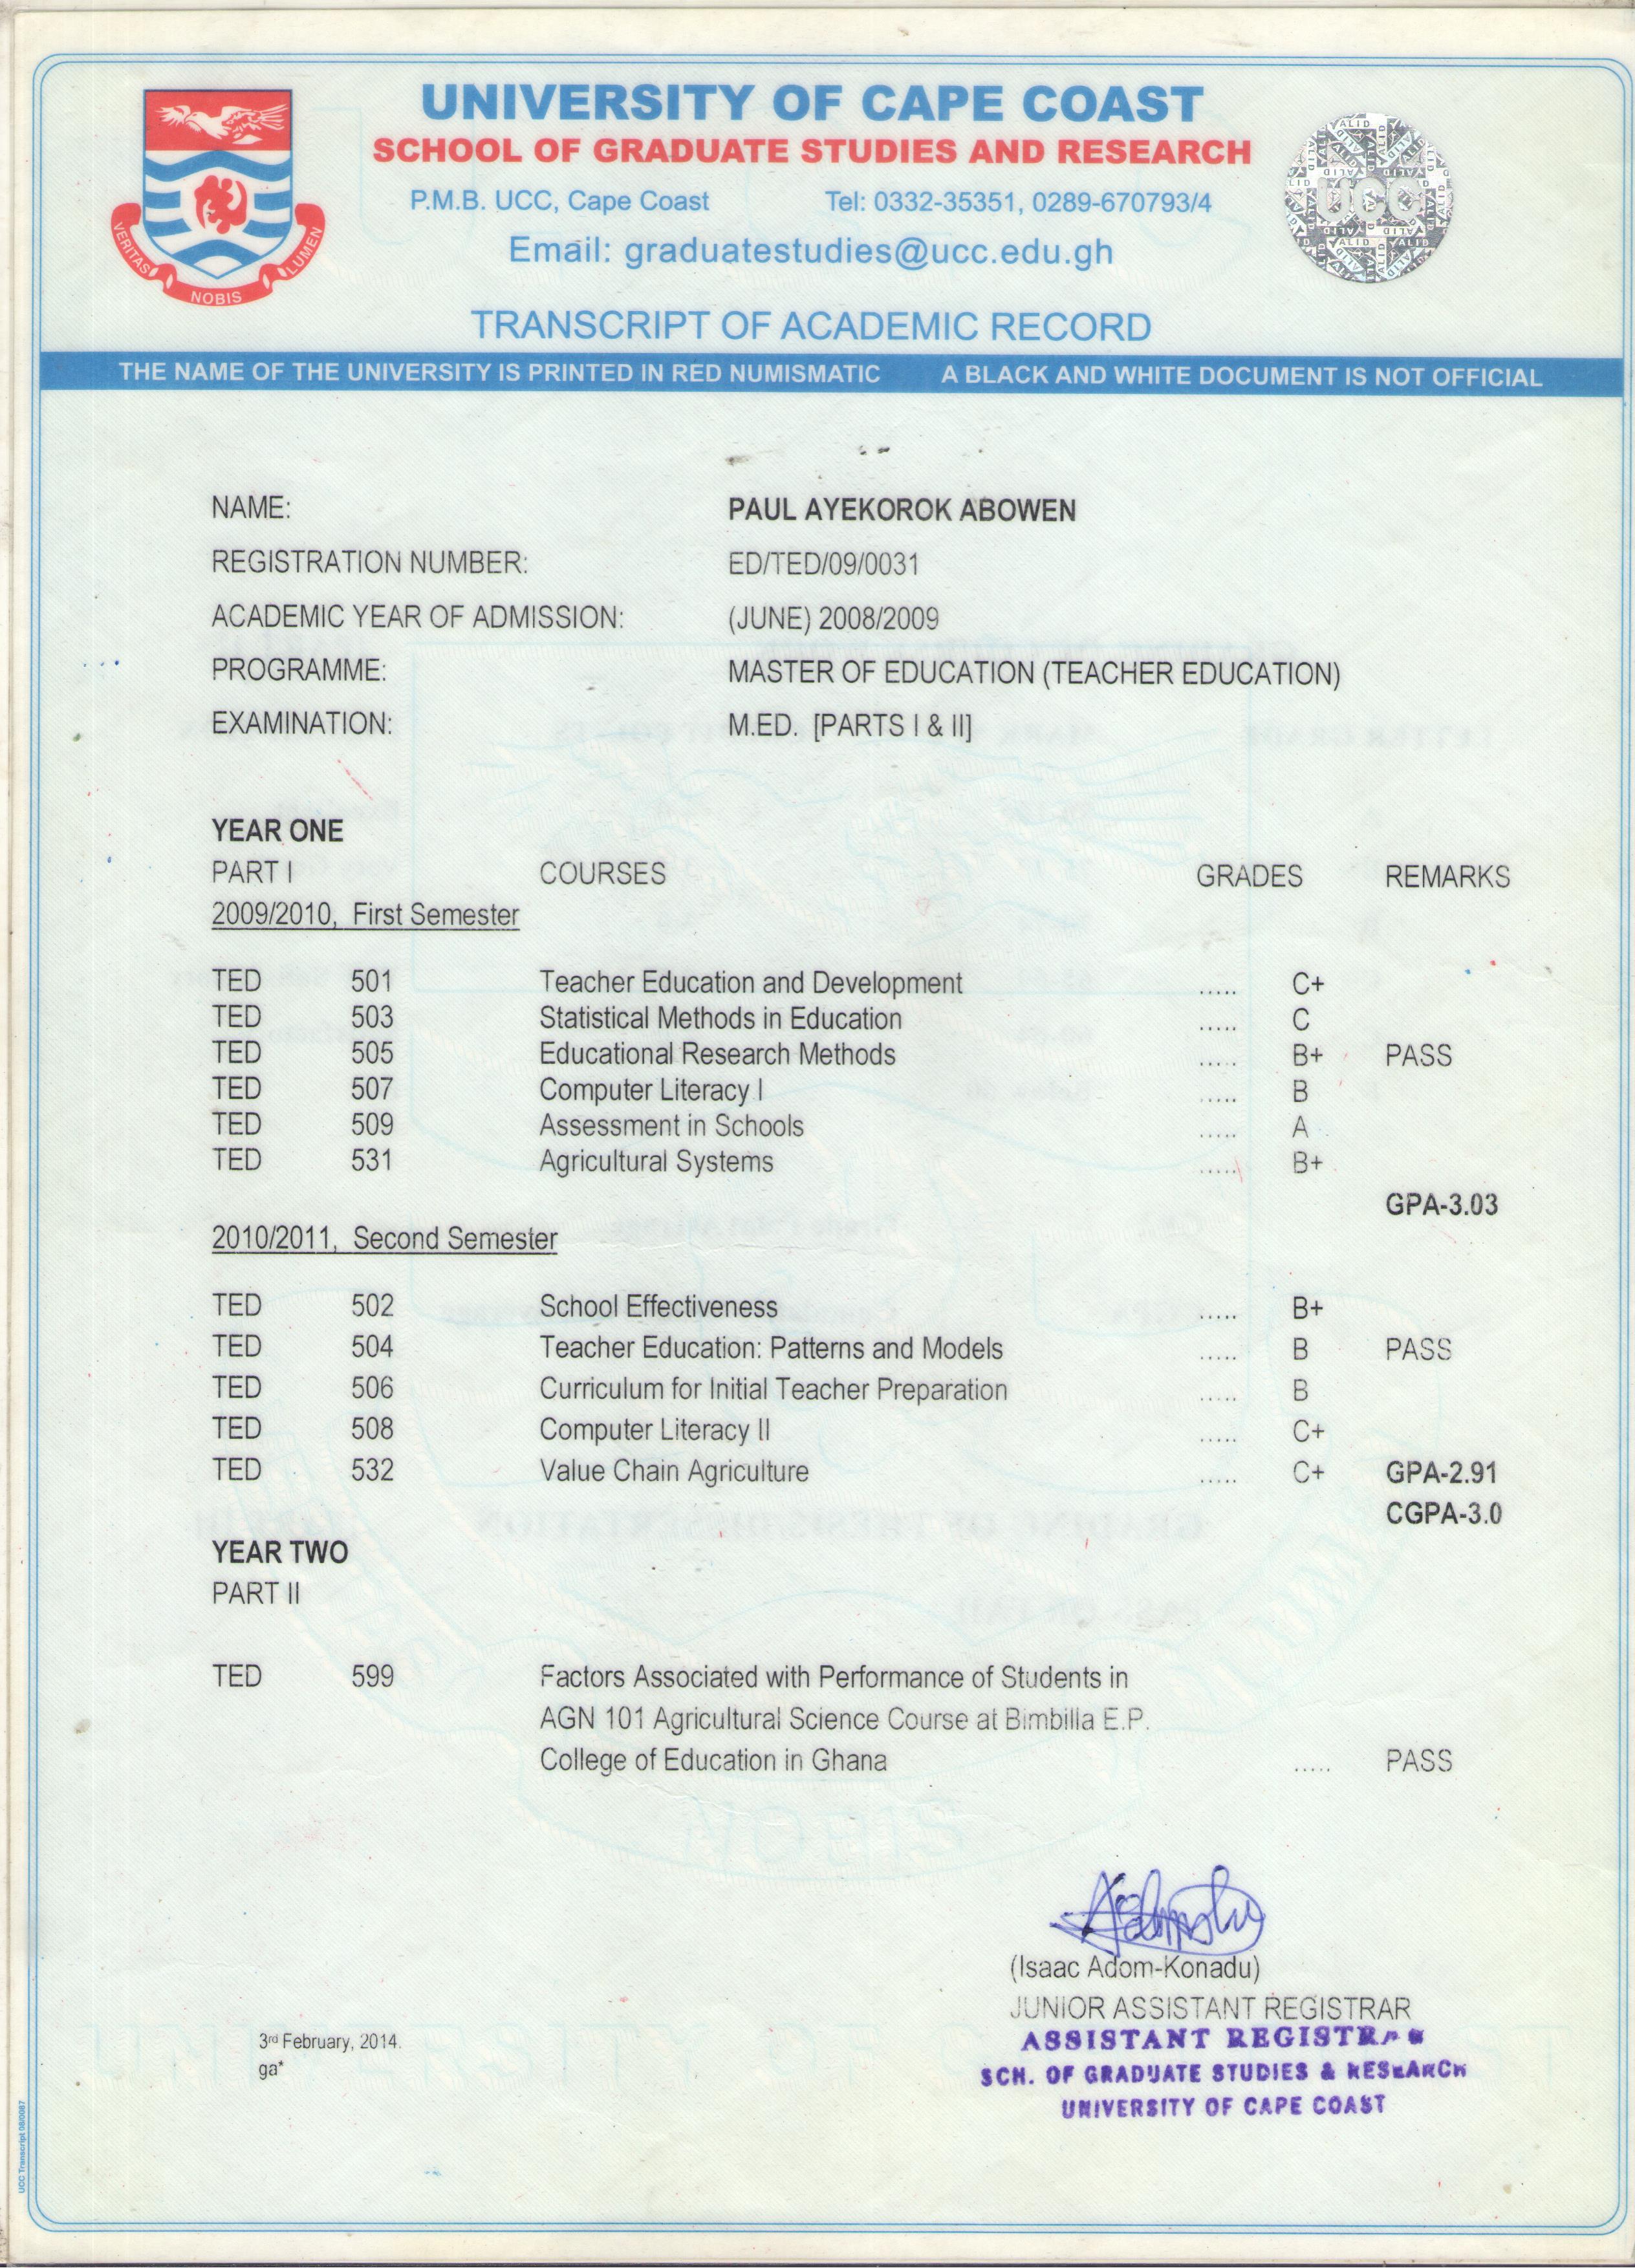 UNIVERSITY OF CAPE COAST
SCHOOL OF GRADUATE STUDIES AND RESEARCH
P.M.B. UCC, Cape Coast Tel: 0332-35351, 0289-670793/4
Email: graduatestudies@ucc.edu.gh
VERITAS NOBIS LUMEN
UCC
VALID
TRANSCRIPT OF ACADEMIC RECORD
THE NAME OF THE UNIVERSITY IS PRINTED IN RED NUMISMATIC A BLACK AND WHITE DOCUMENT IS NOT OFFICIAL
NAME: PAUL AYEKOROK ABOWEN
REGISTRATION NUMBER: ED/TED/09/0031
ACADEMIC YEAR OF ADMISSION: (JUNE) 2008/2009
PROGRAMME: MASTER OF EDUCATION (TEACHER EDUCATION)
EXAMINATION: M.ED. [PARTS I & II]
YEAR ONE
PART I COURSES GRADES REMARKS
2009/2010, First Semester
TED 501 Teacher Education and Development ..... C+
TED 503 Statistical Methods in Education ..... C
TED 505 Educational Research Methods ..... B+ PASS
TED 507 Computer Literacy I ..... B
TED 509 Assessment in Schools ..... A
TED 531 Agricultural Systems ..... B+
GPA-3.03
2010/2011, Second Semester
TED 502 School Effectiveness ..... B+
TED 504 Teacher Education: Patterns and Models ..... B PASS
TED 506 Curriculum for Initial Teacher Preparation ..... B
TED 508 Computer Literacy II ..... C+
TED 532 Value Chain Agriculture ..... C+ GPA-2.91
CGPA-3.0
YEAR TWO
PART II
TED 599 Factors Associated with Performance of Students in
AGN 101 Agricultural Science Course at Bimbilla E.P.
College of Education in Ghana ..... PASS
(Isaac Adom-Konadu)
JUNIOR ASSISTANT REGISTRAR
ASSISTANT REGISTRAR
SCH. OF GRADUATE STUDIES & RESEARCH
UNIVERSITY OF CAPE COAST
3rd February, 2014.
ga*
UCC Transcript 08/0087